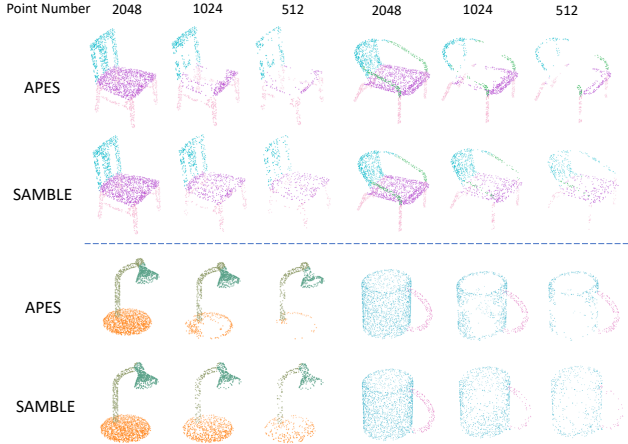 Point Number 2048 1024 512 2048 1024 512
APES
SAMBLE
APES
SAMBLE